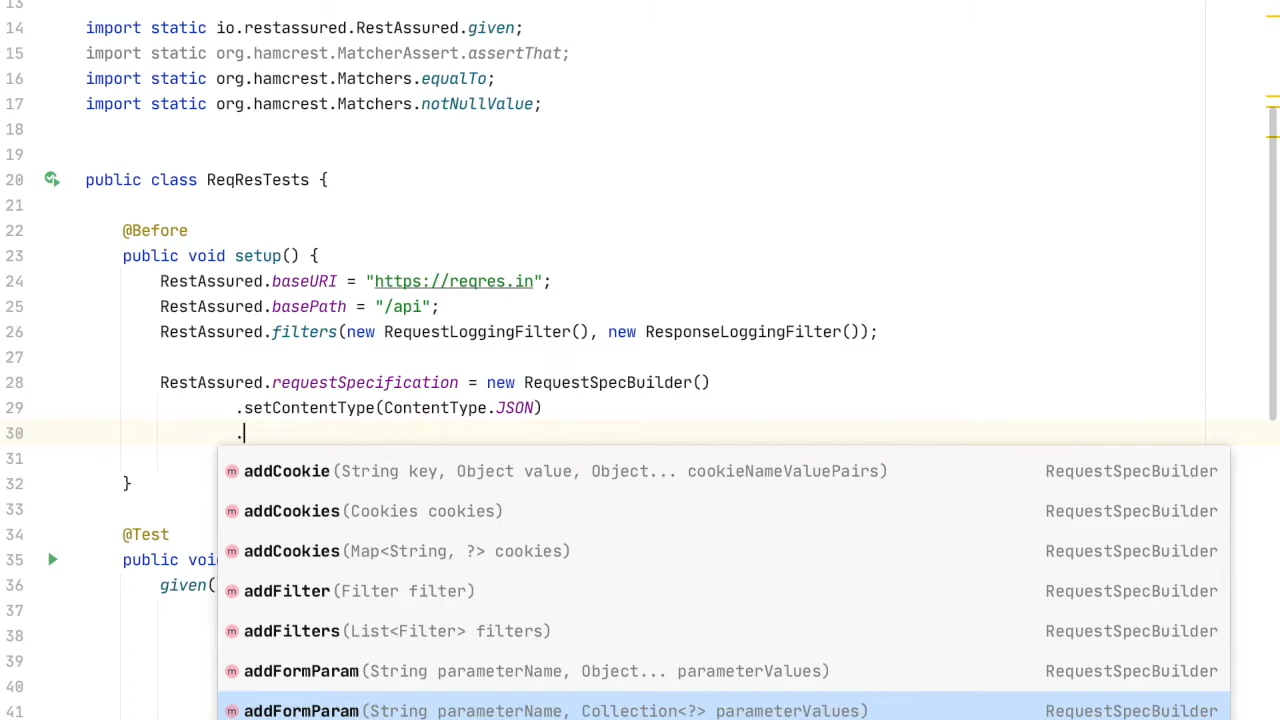 13
14 import static io.restassured.RestAssured.given;
15 import static org.hamcrest.MatcherAssert.assertThat;
16 import static org.hamcrest.Matchers.equalTo;
17 import static org.hamcrest.Matchers.notNullValue;
18
19
20 public class ReqResTests {
21
22 @Before
23 public void setup() {
24 RestAssured.baseURI = "https://reqres.in";
25 RestAssured.basePath = "/api";
26 RestAssured.filters(new RequestLoggingFilter(), new ResponseLoggingFilter());
27
28 RestAssured.requestSpecification = new RequestSpecBuilder()
29 .setContentType(ContentType.JSON)
30 .
31 m addCookie(String key, Object value, Object... cookieNameValuePairs) RequestSpecBuilder
32 }
33 m addCookies(Cookies cookies) RequestSpecBuilder
34 @Test
m addCookies(Map<String, ?> cookies) RequestSpecBuilder
35 public voi
36 given(
m addFilter(Filter filter) RequestSpecBuilder
37
38 m addFilters(List<Filter> filters) RequestSpecBuilder
39
m addFormParam(String parameterName, Object... parameterValues) RequestSpecBuilder
40
41 m addFormParam(String parameterName, Collection<?> parameterValues) RequestSpecBuilder